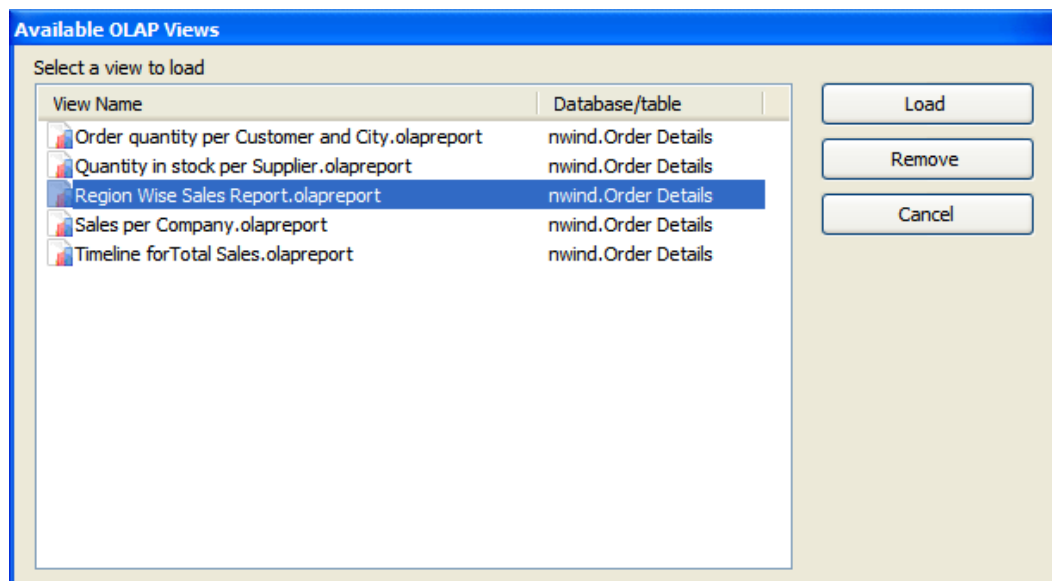 Available OLAP Views
Select a view to load
View Name Database/table
Order quantity per Customer and City.olapreport nwind.Order Details
Quantity in stock per Supplier.olapreport nwind.Order Details
Region Wise Sales Report.olapreport nwind.Order Details
Sales per Company.olapreport nwind.Order Details
Timeline forTotal Sales.olapreport nwind.Order Details
Load
Remove
Cancel